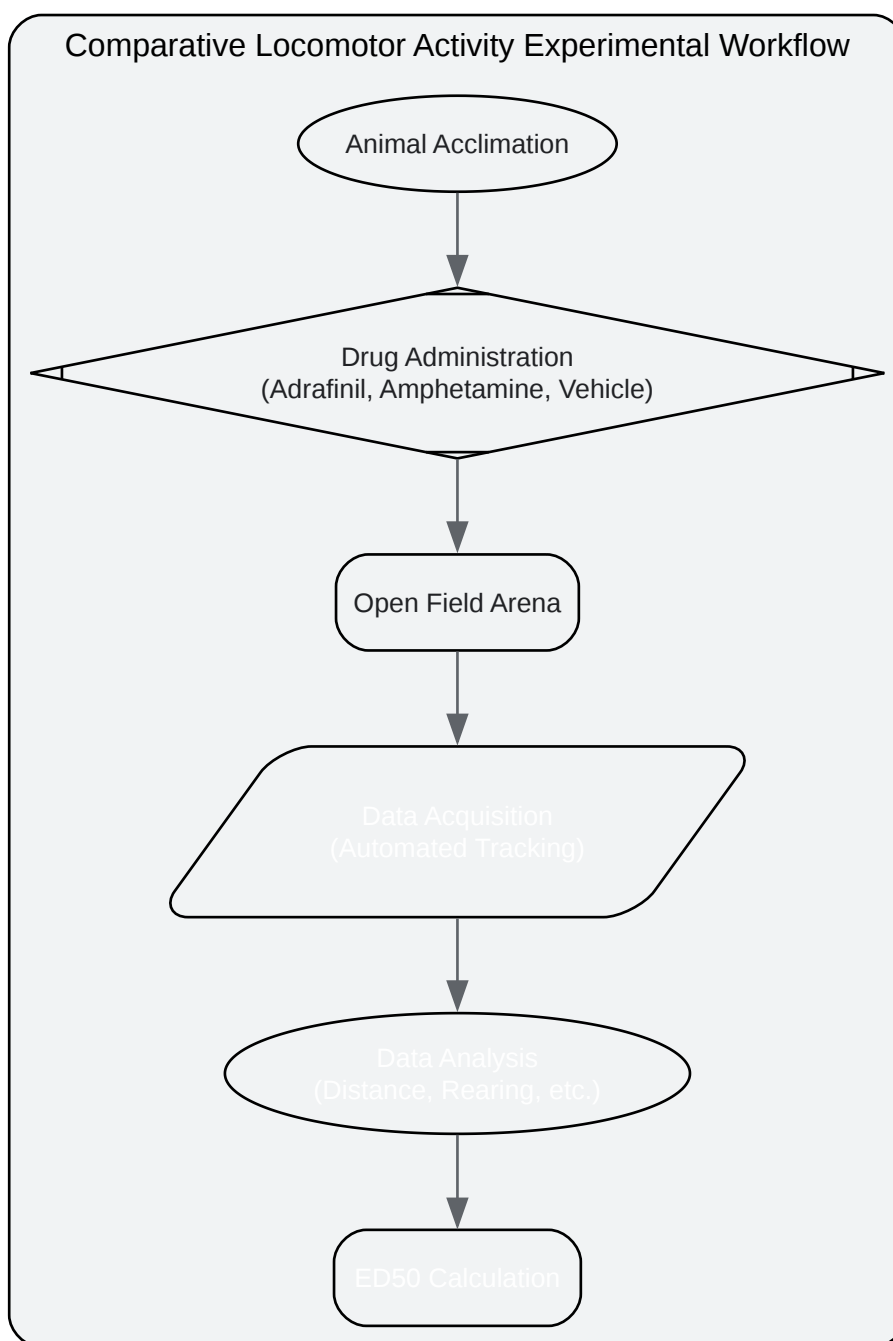 Comparative Locomotor Activity Experimental Workflow
Animal Acclimation
Drug Administration
(Adrafinil, Amphetamine, Vehicle)
Open Field Arena
Data Acquisition
(Automated Tracking)
Data Analysis
(Distance, Rearing, etc.)
ED50 Calculation